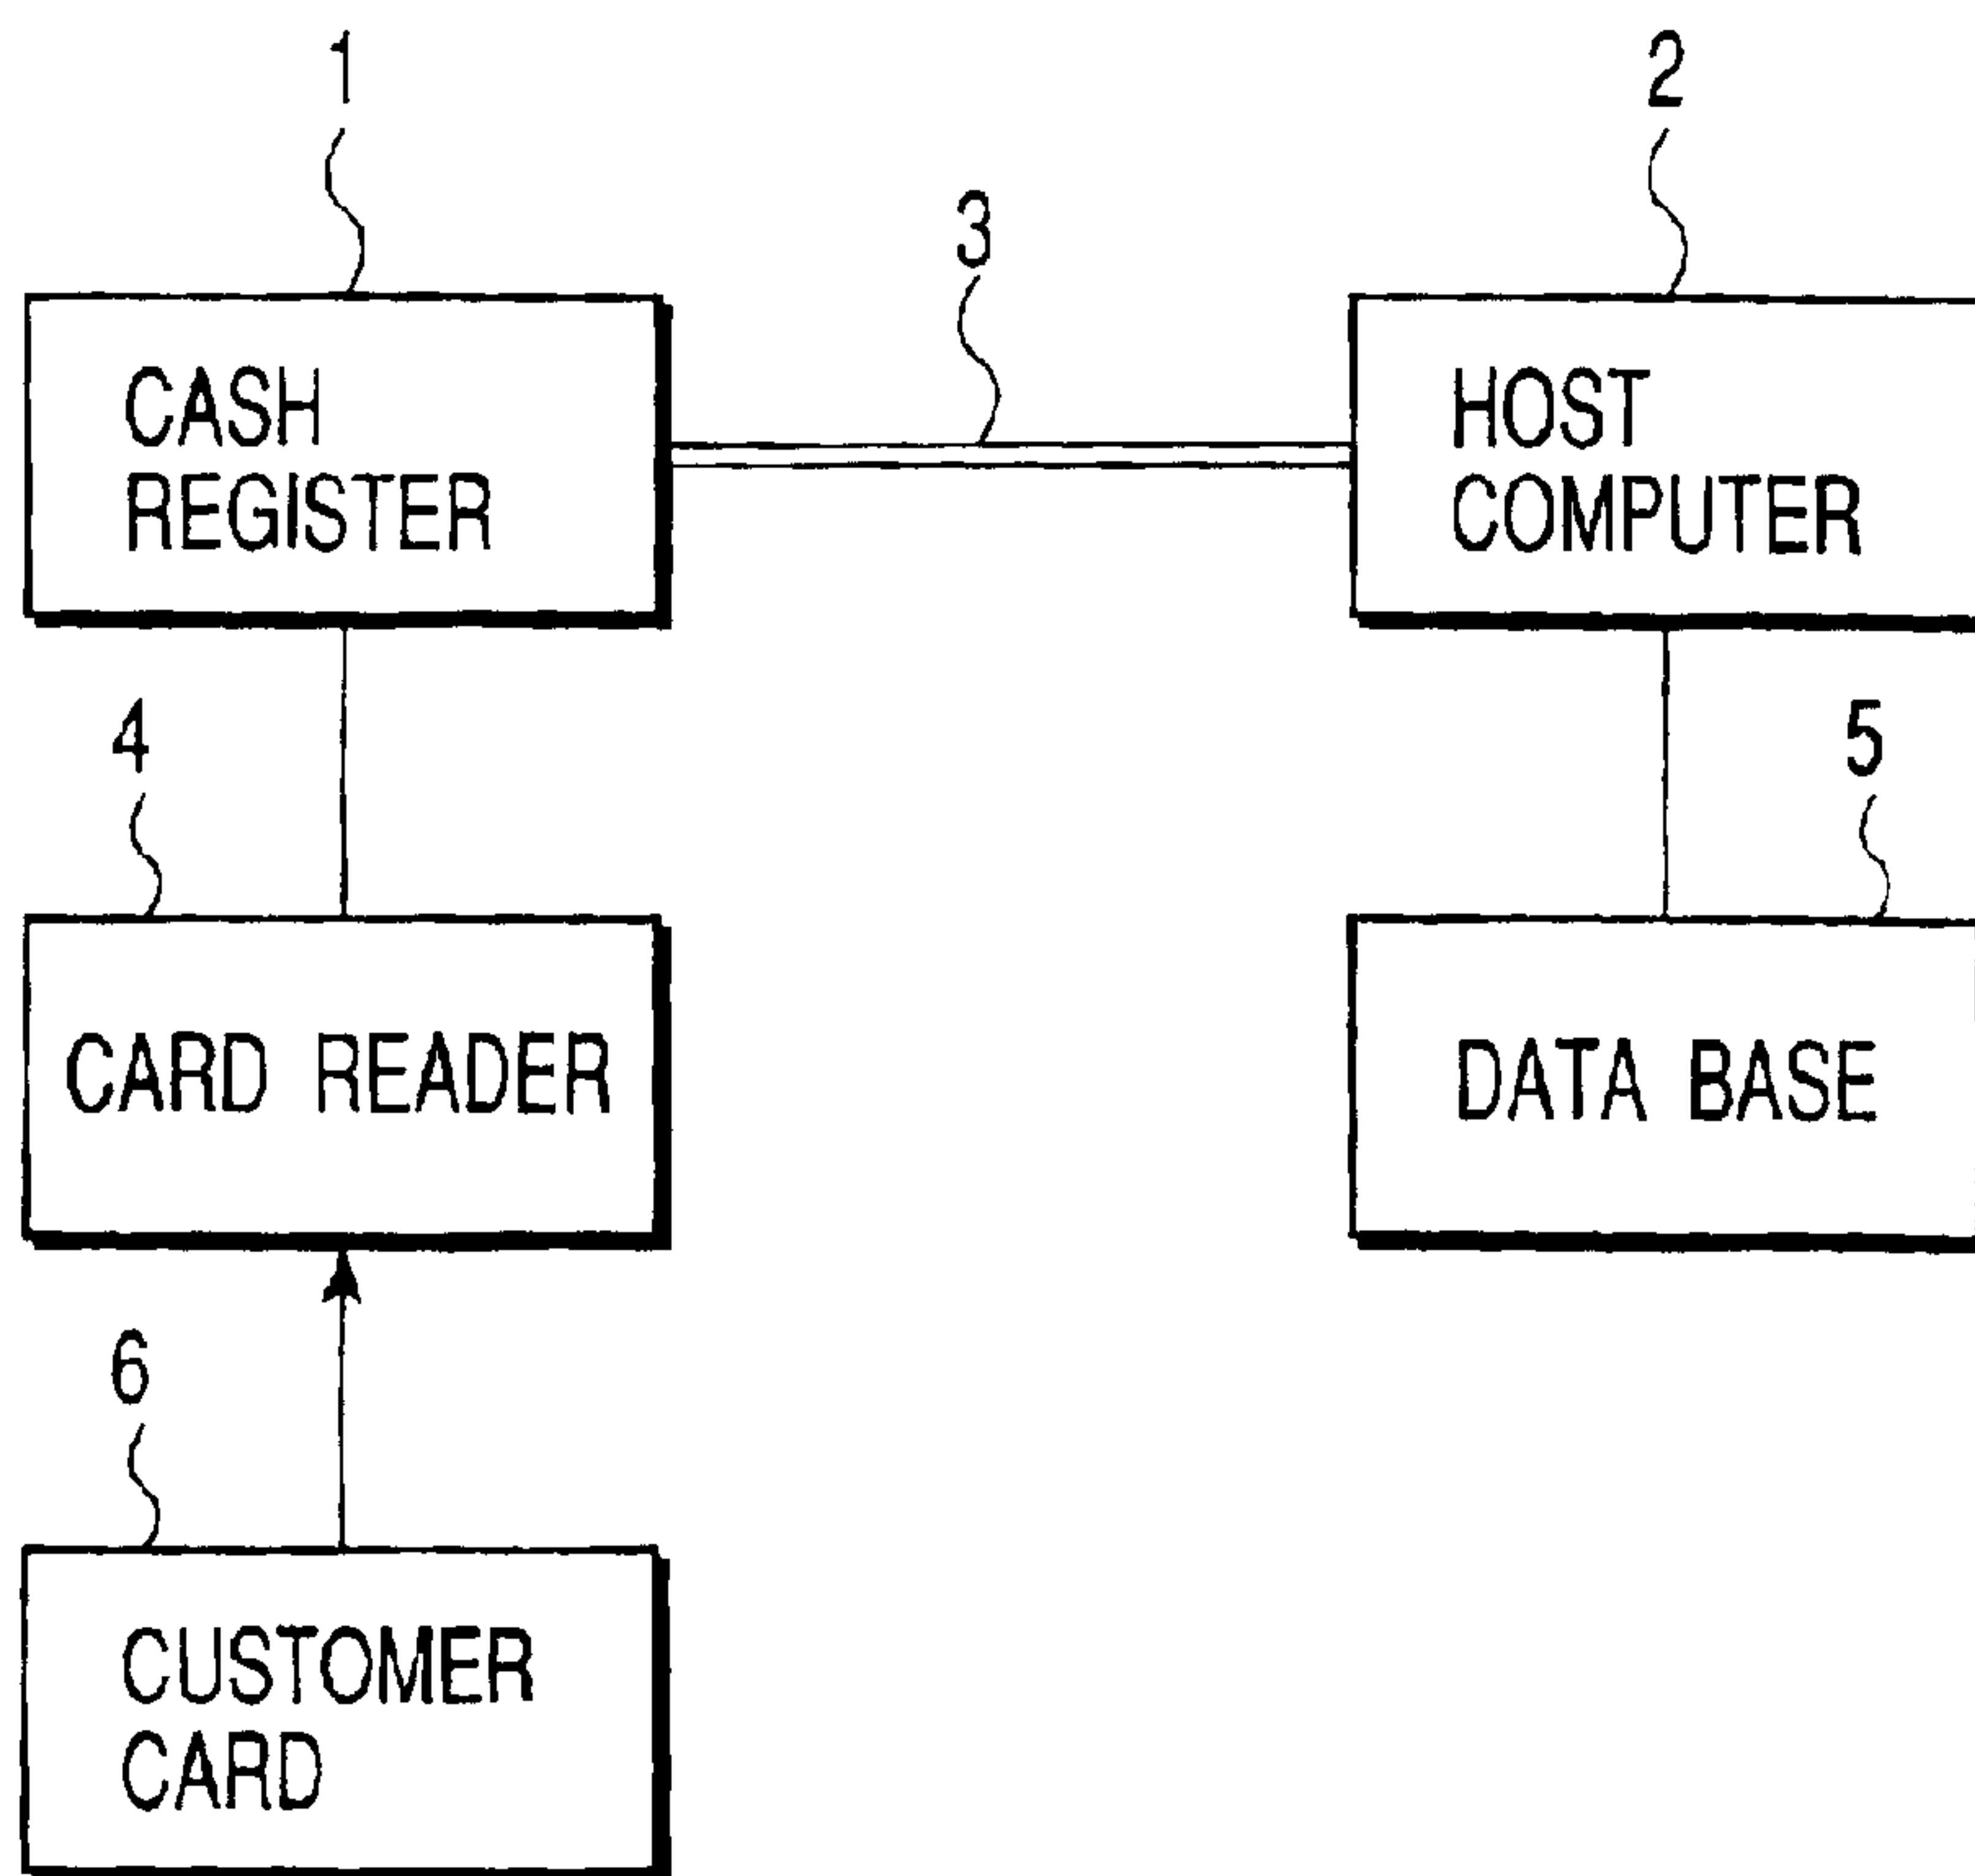 1
2
3
CASH
REGISTER
HOST
COMPUTER
4
5
CARD READER
DATA BASE
6
CUSTOMER
CARD